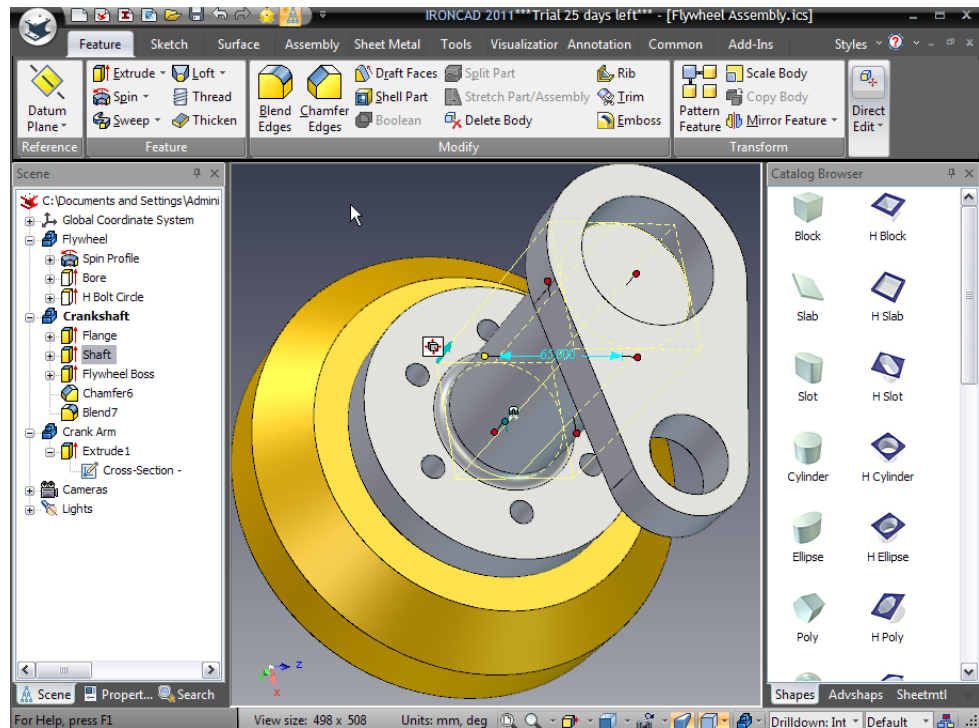 IRONCAD 2011***Trial 25 days left*** - [Flywheel Assembly.ics]
Feature Sketch Surface Assembly Sheet Metal Tools Visualization Annotation Common Add-Ins Styles
Datum Plane
Extrude
Spin
Sweep
Loft
Thread
Thicken
Blend Edges
Chamfer Edges
Draft Faces
Shell Part
Boolean
Split Part
Stretch Part/Assembly
Delete Body
Rib
Trim
Emboss
Pattern Feature
Scale Body
Copy Body
Mirror Feature
Direct Edit
Reference Feature Modify Transform
Scene
C:\Documents and Settings\Admini
Global Coordinate System
Flywheel
Spin Profile
Bore
H Bolt Circle
Crankshaft
Flange
Shaft
Flywheel Boss
Chamfer6
Blend7
Crank Arm
Extrude1
Cross-Section -
Cameras
Lights
Scene Propert... Search
65.000
z
x
Catalog Browser
Block H Block
Slab H Slab
Slot H Slot
Cylinder H Cylinder
Ellipse H Ellipse
Poly H Poly
Shapes Advshaps Sheetmtl
For Help, press F1 View size: 498 x 508 Units: mm, deg Drilldown: Int Default